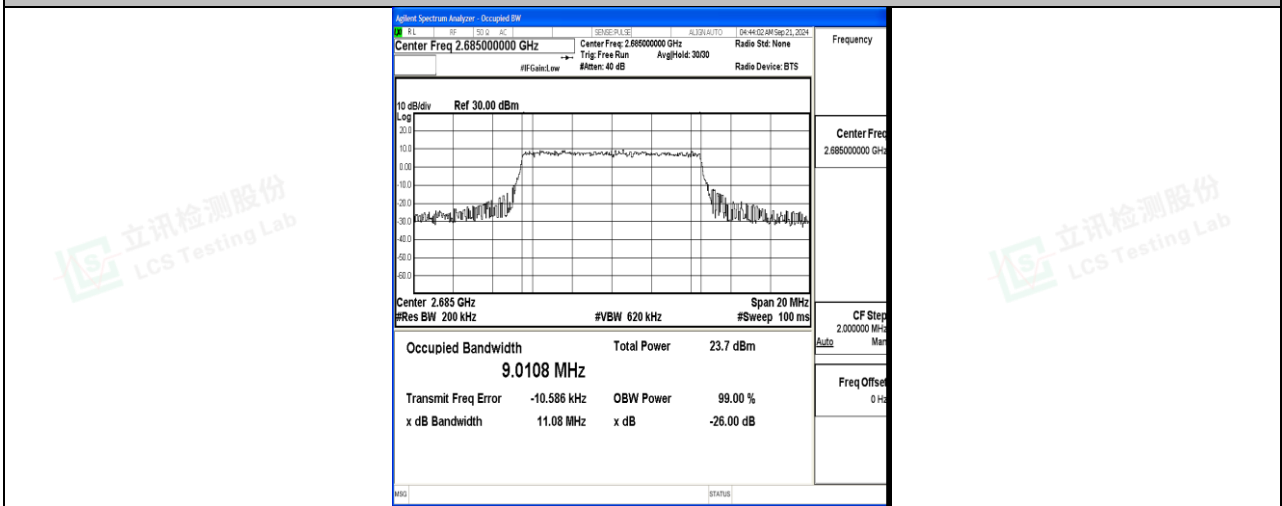 Agilent Spectrum Analyzer - Occupied BW
RL RF 50 Ω AC SENSE:PULSE ALIGN AUTO 04:44:02 AM Sep 21, 2024
Center Freq 2.685000000 GHz
Center Freq: 2.685000000 GHz
Radio Std: None
Trig: Free Run Avg|Hold: 30/30
#IFGain:Low
#Atten: 40 dB
Radio Device: BTS
10 dB/div Ref 30.00 dBm
Log
20.0
10.0
0.00
-10.0
-20.0
-30.0
-40.0
-50.0
-60.0
Center 2.685 GHz Span 20 MHz
#Res BW 200 kHz #VBW 620 kHz #Sweep 100 ms
Occupied Bandwidth Total Power 23.7 dBm
9.0108 MHz
Transmit Freq Error -10.586 kHz OBW Power 99.00 %
x dB Bandwidth 11.08 MHz x dB -26.00 dB
MSG STATUS
Frequency
Center Freq
2.685000000 GHz
CF Step
2.000000 MHz
Auto Man
Freq Offset
0 Hz
立讯检测股份
LCS Testing Lab
立讯检测股份
LCS Testing Lab